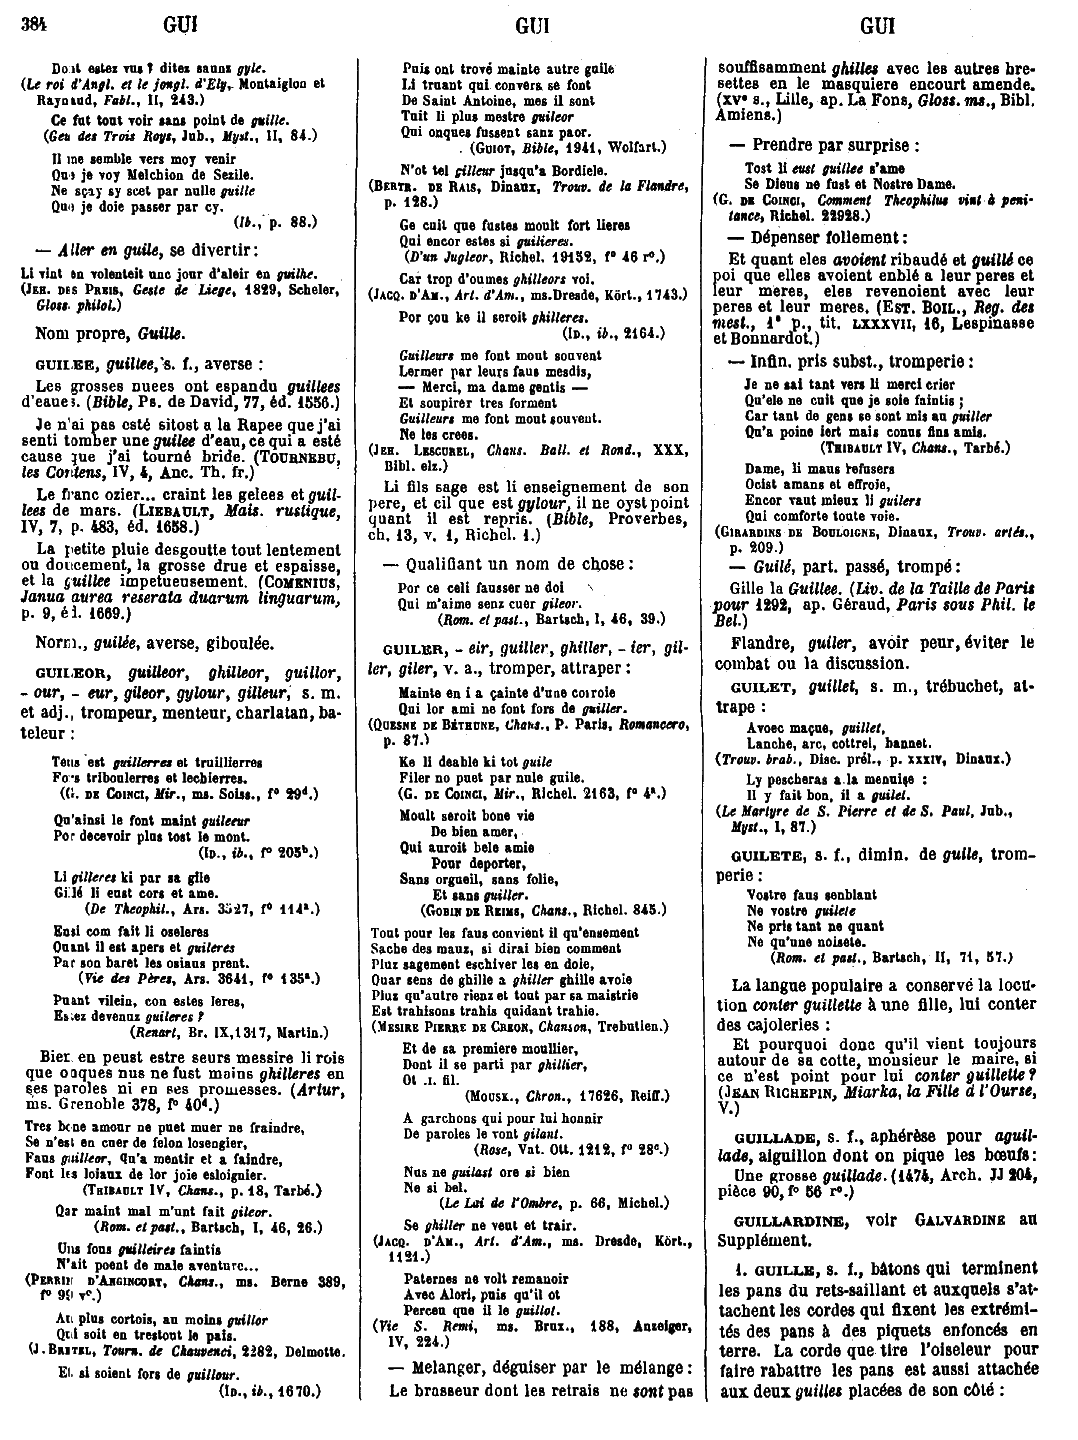 384 GUI GUI GUI
Dont estez vus ? ditez saunz gyle.
(Le roi d'Angl. et le jongl. d'Ely, Montaiglon et
Raynaud, Fabl., II, 243.)
Ce fut tout voir sans point de guille.
(Geu des Trois Roys, Jub., Myst., II, 84.)
Il me semble vers moy venir
Que je voy Melchion de Sezile.
Ne sçay sy scet par nulle guille
Que je doie passer par cy.
(Ib., p. 88.)
— Aller en guile, se divertir :
Li vint en volenteit unc jour d'aleir en guilhe.
(JEH. DES PREIS, Geste de Liege, 1829, Scheler,
Gloss. philol.)
Nom propre, Guille.
GUILEE, guillee, s. f., averse :
Les grosses nuees ont espandu guillees
d'eaues. (Bible, Ps. de David, 77, éd. 1556.)
Je n'ai pas esté sitost a la Rapee que j'ai
senti tomber une guilee d'eau, ce qui a esté
cause que j'ai tourné bride. (TOURNEBU,
les Contens, IV, 4, Anc. Th. fr.)
Le franc ozier... craint les gelees et guil-
lees de mars. (LIEBAULT, Mais. rustique,
IV, 7, p. 483, éd. 1658.)
La petite pluie desgoutte tout lentement
ou doucement, la grosse drue et espaisse,
et la guillee impetueusement. (COMENIUS,
Janua aurea reserata duarum linguarum,
p. 9, éd. 1669.)
Norm., guilée, averse, giboulée.
GUILEOR, guilleor, ghilleor, guillor,
- our, - eur, gileor, gylour, gilleur, s. m.
et adj., trompeur, menteur, charlatan, ba-
teleur :
Teus est guillerres et truillierres
Fors triboulerres et lechierres.
(G. DE COINCI, Mir., ms. Soiss., fº 29d.)
Qu'ainsi le font maint guileeur
Por decevoir plus tost le mont.
(ID., ib., fº 205b.)
Li gilleres ki par sa gile
Gillé li eust cors et ame.
(De Theophil., Ars. 3527, fº 114a.)
Ensi com fait li oseleres
Quant il est apers et guileres
Par son baret les osiaus prent.
(Vie des Pères, Ars. 3641, fº 135a.)
Puant vilein, con estes leres,
Estez devenuz guileres ?
(Renart, Br. IX, 1317, Martin.)
Bien en peust estre seurs messire li rois
que onques nus ne fust moins ghilleres en
ses paroles ni en ses promesses. (Artur,
ms. Grenoble 378, fº 40d.)
Tres bone amour ne puet muer ne fraindre,
Se n'est en cuer de felon losengier,
Faus guilleor, qu'a mentir et a faindre,
Font les loiaux de lor joie esloignier.
(THIBAULT IV, Chans., p. 18, Tarbé.)
Qar maint mal m'unt fait gileor.
(Rom. et past., Bartsch, I, 46, 26.)
Uns fous guilleires faintis
N'ait poent de male aventure...
(PERRIN D'ANGINCORT, Chans., ms. Berne 389,
fº 99 vº.)
Au plus cortois, au moins guillor
Qui soit en trestout le païs.
(J. BRETEL, Tourn. de Chauvenci, 2282, Delmotte.
Et si soient fors de guillour.
(ID., ib., 1670.)
Puis ont trové mainte autre guile
Li truant qui convers se font
De Saint Antoine, mes il sont
Tuit li plus mestre guileor
Qui onques fussent sanz paor.
(GUIOT, Bible, 1941, Wolfart.)
N'ot tel gilleur jusqu'a Bordiele.
(BERTR. DE RAIS, Dinaux, Trouv. de la Flandre,
p. 128.)
Ge cuit que fustes moult fort lieres
Qui encor estes si guilieres.
(D'un Jugleor, Richel. 19152, fº 46 rº.)
Car trop d'oumes ghilleors voi.
(JACQ. D'AM., Art. d'Am., ms. Dresde, Kört., 1743.)
Por çou ke il seroit ghilleres.
(ID., ib., 2164.)
Guilleurs me font mout souvent
Lermer par leurs faus mesdis,
— Merci, ma dame gentis —
Et soupirer tres forment
Guilleurs me font mout souvent.
Ne les crees.
(JEH. LESCUREL, Chans. Ball. et Rond., XXX,
Bibl. elz.)
Li fils sage est li enseignement de son
pere, et cil que est gylour, il ne oyst point
quant il est repris. (Bible, Proverbes,
ch. 13, v. 1, Richel. 1.)
— Qualifiant un nom de chose :
Por ce celi fausser ne doi
Qui m'aime senz cuer gileor.
(Rom. et past., Bartsch, I, 46, 39.)
GUILER, - eir, guiller, ghiller, - ier, gil-
ler, giler, v. a., tromper, attraper :
Mainte en i a çainte d'une coiroie
Qui lor ami ne font fors de guiller.
(QUESNE DE BÉTHUNE, Chans., P. Paris, Romancero,
p. 87.)
Ke li deable ki tot guile
Filer no puet par nule guile.
(G. DE COINCI, Mir., Richel. 2163, fº 4a.)
Moult seroit bone vie
De bien amer,
Qui auroit bele amie
Pour deporter,
Sans orgueil, sans folie,
Et sans guiller.
(GOBIN DE REIMS, Chans., Richel. 845.)
Tout pour les faus convient il qu'ensement
Sache des mauz, si dirai bien comment
Pluz sagement eschiver les en doie,
Quar sens de ghille a ghiller ghille avoie
Plus qu'autre rienz et tout par sa maistrie
Est trahisons trahis quidant trahie.
(MESIRE PIERRE DE CREON, Chanson, Trebutien.)
Et de sa premiere moullier,
Dont il se parti par ghillier,
Ot .I. fil.
(MOUSK., Chron., 17626, Reiff.)
A garchons qui pour lui honnir
De paroles le vont gilant.
(Rose, Vat. Ott. 1212, fº 28c.)
Nus ne guilast ore si bien
Ne si bel.
(Le Lai de l'Ombre, p. 66, Michel.)
Se ghiller ne veut et trair.
(JACQ. D'AM., Art. d'Am., ms. Dresde, Kört.,
1121.)
Paternes ne volt remanoir
Avec Alori, puis qu'il ot
Perceu que il le guillot.
(Vie S. Remi, ms. Brux., 188, Anzeiger,
IV, 224.)
— Melanger, déguiser par le mélange :
Le brasseur dont les retrais ne sont pas
souffisamment ghilles avec les autres bre-
settes en le masquiere encourt amende.
(XVe s., Lille, ap. La Fons, Gloss. ms., Bibl.
Amiens.)
— Prendre par surprise :
Tost li eust guillee s'ame
Se Dieus ne fust et Nostre Dame.
(G. DE COINCI, Comment Theophilus vint à peni-
tance, Richel. 22928.)
— Dépenser follement :
Et quant eles avoient ribaudé et guillé ce
poi que elles avoient enblé a leur peres et
leur meres, eles revenoient avec leur
peres et leur meres. (EST. BOIL., Reg. des
mest., 1e p., tit. LXXXVII, 16, Lespinasse
et Bonnardot.)
— Infin. pris subst., tromperie :
Je ne sai tant vers li merci crier
Qu'ele ne cuit que je soie faintis ;
Car tant de gens se sont mis au guiller
Qu'a poine iert mais conus fins amis.
(THIBAULT IV, Chans., Tarbé.)
Dame, li maus refusers
Ocist amans et effroie,
Encor vaut mieux li guilers
Qui comforte toute voie.
(GIRARDINS DE BOULOIGNE, Dinaux, Trouv. artés.,
p. 209.)
— Guilé, part. passé, trompé :
Gille la Guillee. (Liv. de la Taille de Paris
pour 1292, ap. Géraud, Paris sous Phil. le
Bel.)
Flandre, guiler, avoir peur, éviter le
combat ou la discussion.
GUILET, guillet, s. m., trébuchet, at-
trape :
Avoec maçue, guillet,
Lanche, arc, cottrel, hannet.
(Trouv. brab., Disc. prél., p. XXXIV, Dinaux.)
Ly pescheras a la menuise :
Il y fait bon, il a guilet.
(Le Martyre de S. Pierre et de S. Paul, Jub.,
Myst., I, 87.)
GUILETE, s. f., dimin. de guile, trom-
perie :
Vostre faus senblant
Ne vostre guilete
Ne pris tant ne quant
Ne qu'une noisete.
(Rom. et past., Bartsch, II, 71, 57.)
La langue populaire a conservé la locu-
tion conter guillette à une fille, lui conter
des cajoleries :
Et pourquoi donc qu'il vient toujours
autour de sa cotte, monsieur le maire, si
ce n'est point pour lui conter guillette ?
(JEAN RICHEPIN, Miarka, la Fille à l'Ourse,
V.)
GUILLADE, s. f., aphérèse pour aguil-
lade, aiguillon dont on pique les bœufs :
Une grosse guillade. (1474, Arch. JJ 204,
pièce 90, fº 56 rº.)
GUILLARDINE, voir GALVARDINE au
Supplément.
1. GUILLE, s. f., bâtons qui terminent
les pans du rets-saillant et auxquels s'at-
tachent les cordes qui fixent les extrémi-
tés des pans à des piquets enfoncés en
terre. La corde que tire l'oiseleur pour
faire rabattre les pans est aussi attachée
aux deux guilles placées de son côté :